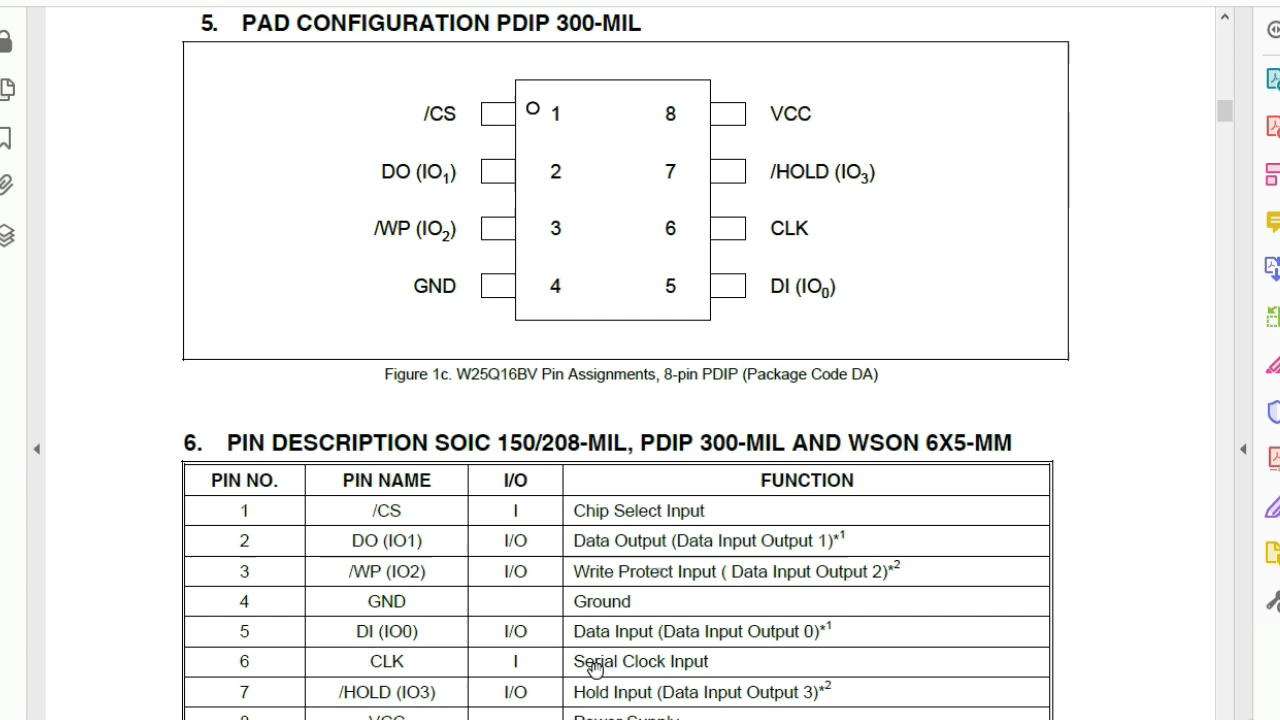 5. PAD CONFIGURATION PDIP 300-MIL
/CS 1 8 VCC
DO (IO1) 2 7 /HOLD (IO3)
/WP (IO2) 3 6 CLK
GND 4 5 DI (IO0)
Figure 1c. W25Q16BV Pin Assignments, 8-pin PDIP (Package Code DA)
6. PIN DESCRIPTION SOIC 150/208-MIL, PDIP 300-MIL AND WSON 6X5-MM
PIN NO. PIN NAME I/O FUNCTION
1 /CS I Chip Select Input
2 DO (IO1) I/O Data Output (Data Input Output 1)*1
3 /WP (IO2) I/O Write Protect Input ( Data Input Output 2)*2
4 GND Ground
5 DI (IO0) I/O Data Input (Data Input Output 0)*1
6 CLK I Serial Clock Input
7 /HOLD (IO3) I/O Hold Input (Data Input Output 3)*2
8 VCC Power Supply